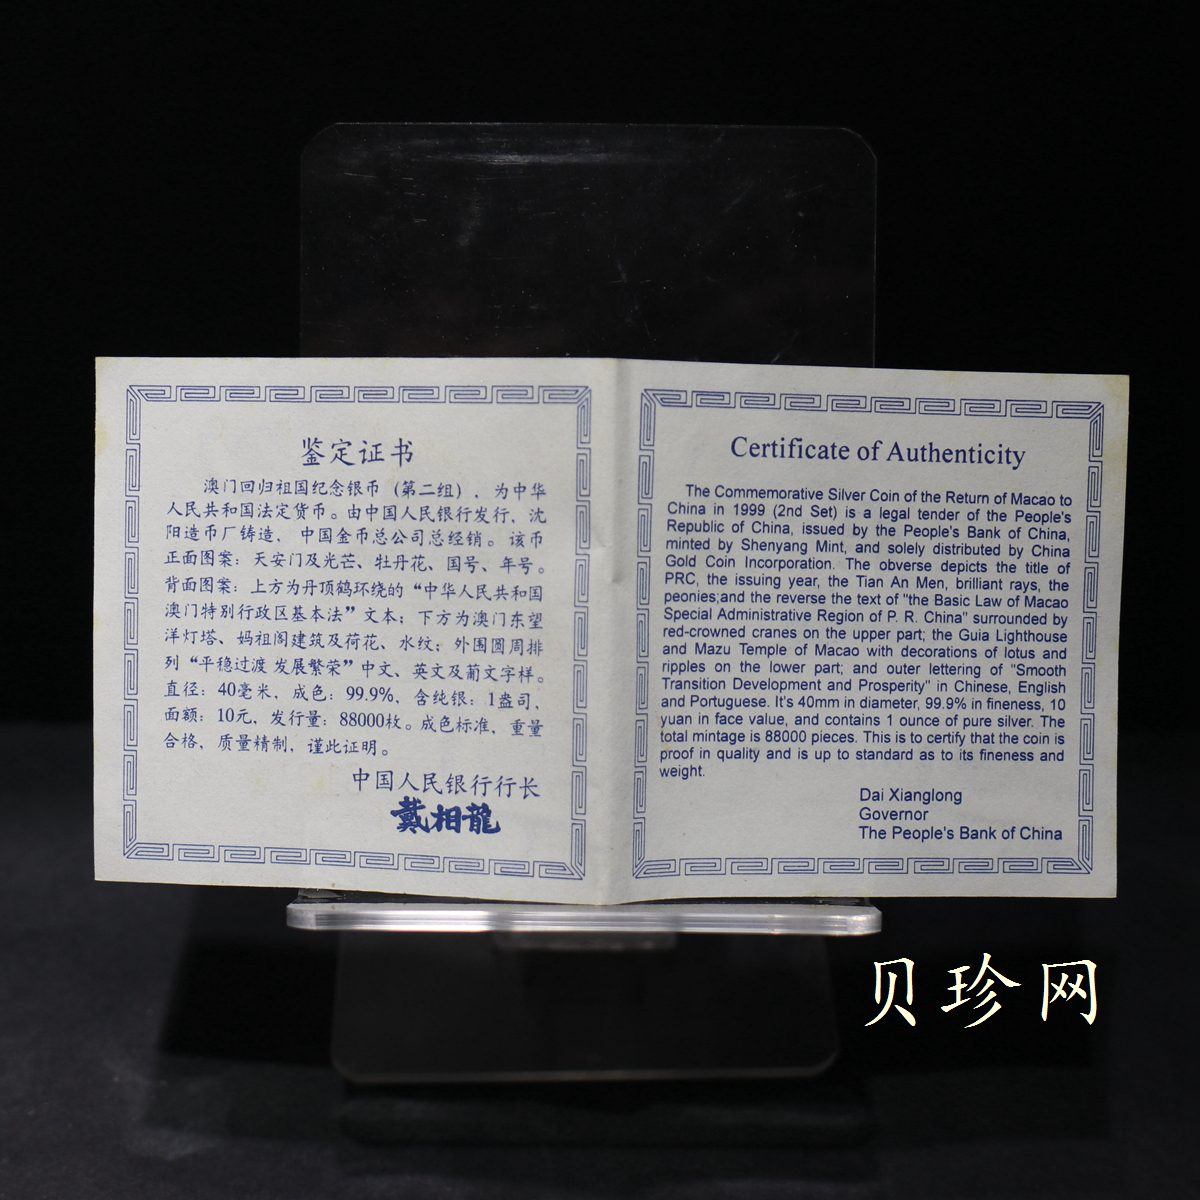 鉴定证书
澳门回归祖国纪念银币（第二组）、为中华
人民共和国法定货币。由中国人民银行发行、沈
阳造币厂铸造、中国金币总公司总经销。该币
正面图案：天安门及光芒、牡丹花、国号、年号。
背面图案：上方为丹顶鹤环绕的“中华人民共和国
澳门特别行政区基本法”文本；下方为澳门东望
洋灯塔、妈祖阁建筑及荷花、水纹；外围圆周排
列“平稳过渡 发展繁荣”中文、英文及葡文字样。
直径：40毫米、成色：99.9%、含纯银：1盎司、
面额：10元、发行量：88000枚。成色标准、重量
合格、质量精制、谨此证明。
中国人民银行行长
戴相龍
Certificate of Authenticity
The Commemorative Silver Coin of the Return of Macao to
China in 1999 (2nd Set) is a legal tender of the People's
Republic of China, issued by the People's Bank of China,
minted by Shenyang Mint, and solely distributed by China
Gold Coin Incorporation. The obverse depicts the title of
PRC, the issuing year, the Tian An Men, brilliant rays, the
peonies;and the reverse the text of "the Basic Law of Macao
Special Administrative Region of P. R. China" surrounded by
red-crowned cranes on the upper part; the Guia Lighthouse
and Mazu Temple of Macao with decorations of lotus and
ripples on the lower part; and outer lettering of "Smooth
Transition Development and Prosperity" in Chinese, English
and Portuguese. It's 40mm in diameter, 99.9% in fineness, 10
yuan in face value, and contains 1 ounce of pure silver. The
total mintage is 88000 pieces. This is to certify that the coin is
proof in quality and is up to standard as to its fineness and
weight.
Dai Xianglong
Governor
The People's Bank of China
贝珍网